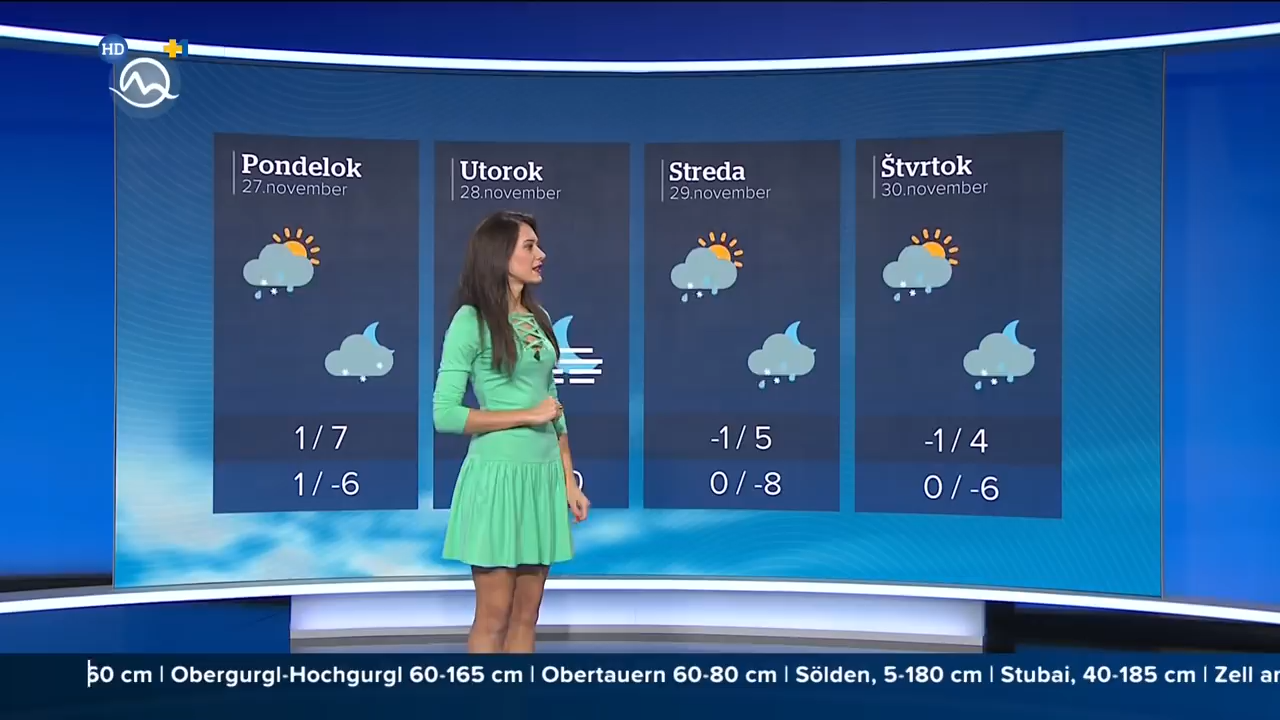 HD
Pondelok
27.november
1 / 7
1 / -6
Utorok
28.november
Streda
29.november
-1 / 5
0 / -8
Štvrtok
30.november
-1 / 4
0 / -6
60 cm | Obergurgl-Hochgurgl 60-165 cm | Obertauern 60-80 cm | Sölden, 5-180 cm | Stubai, 40-185 cm | Zell